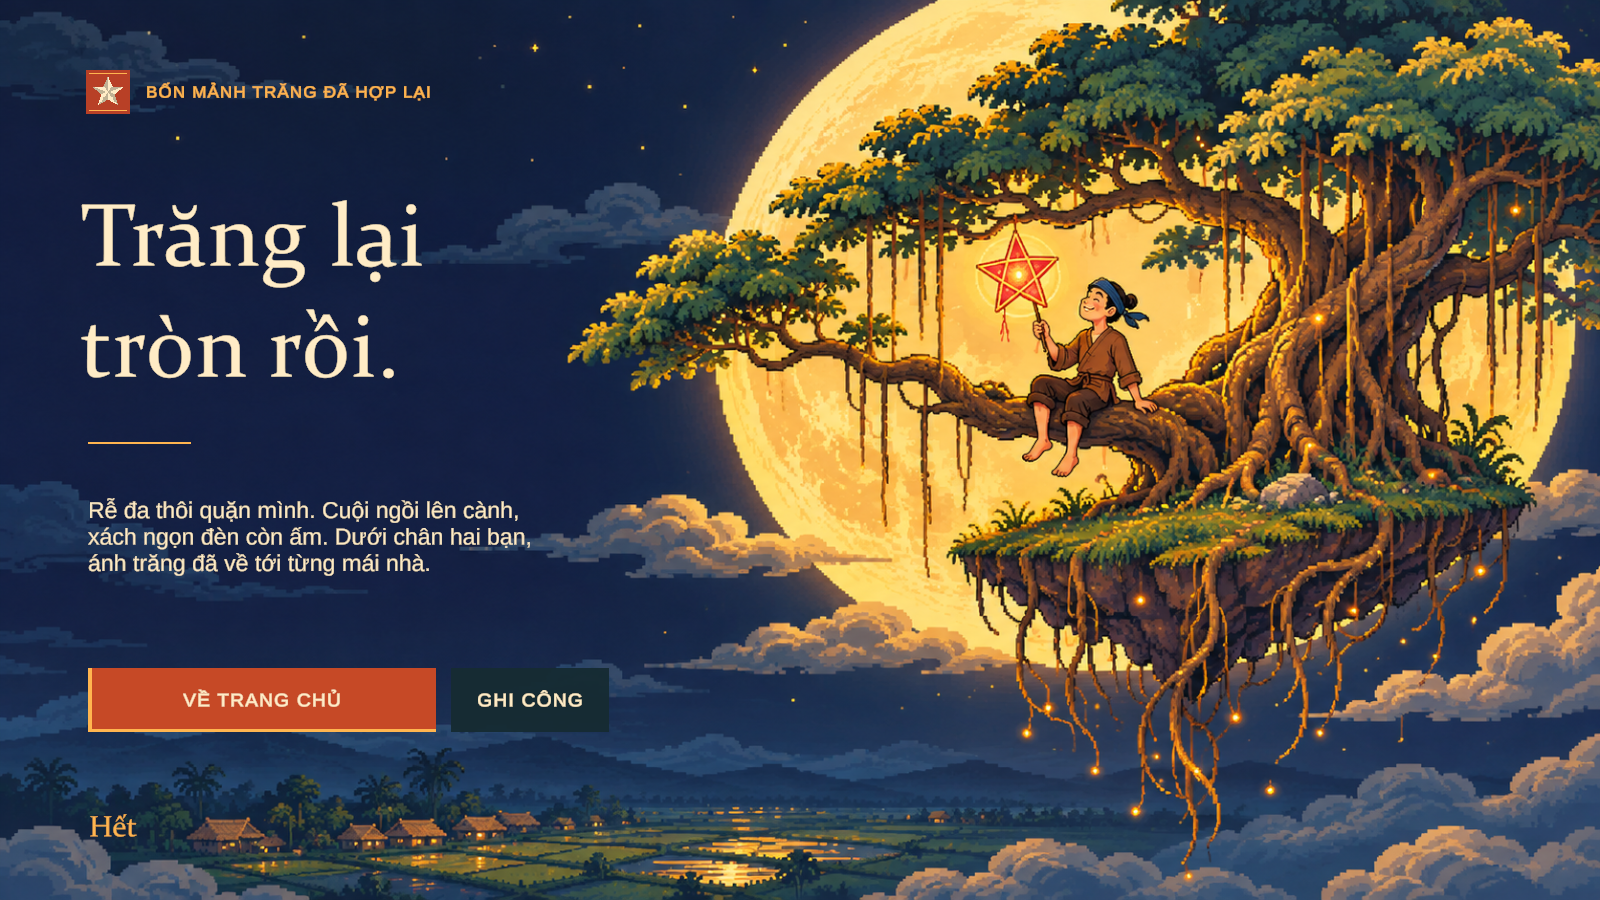 BỐN MẢNH TRĂNG ĐÃ HỢP LẠI
Trăng lại
tròn rồi.
Rễ đa thôi quặn mình. Cuội ngồi lên cành,
xách ngọn đèn còn ấm. Dưới chân hai bạn,
ánh trăng đã về tới từng mái nhà.
VỀ TRANG CHỦ
GHI CÔNG
Hết